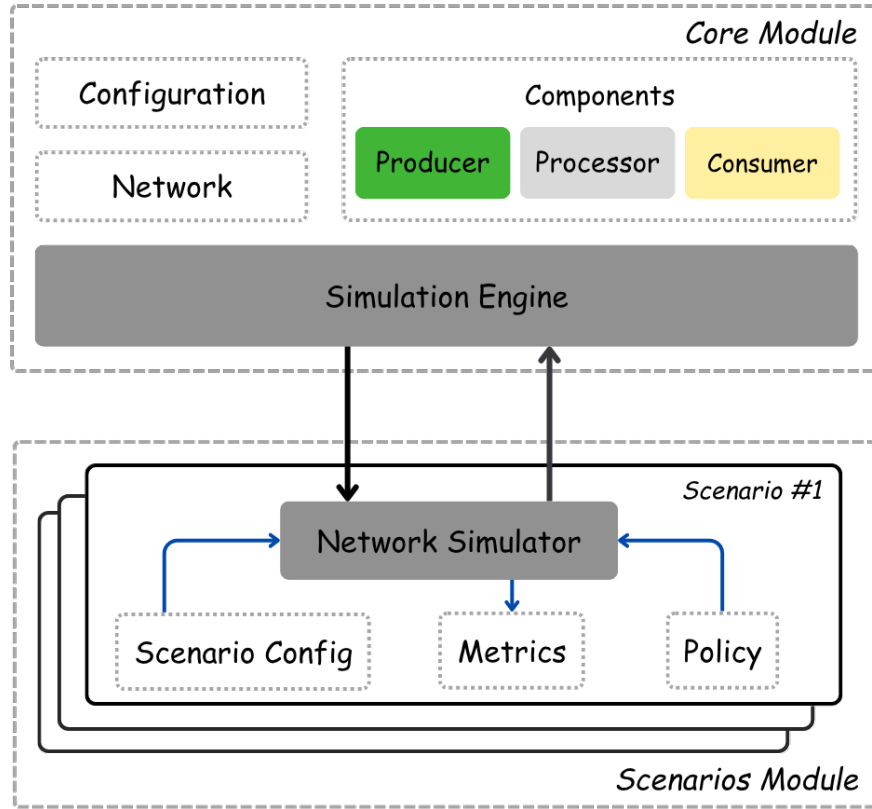 Core Module
Configuration
Components
Producer
Processor
Consumer
Network
Simulation Engine
Scenario #1
Network Simulator
Scenario Config
Metrics
Policy
Scenarios Module